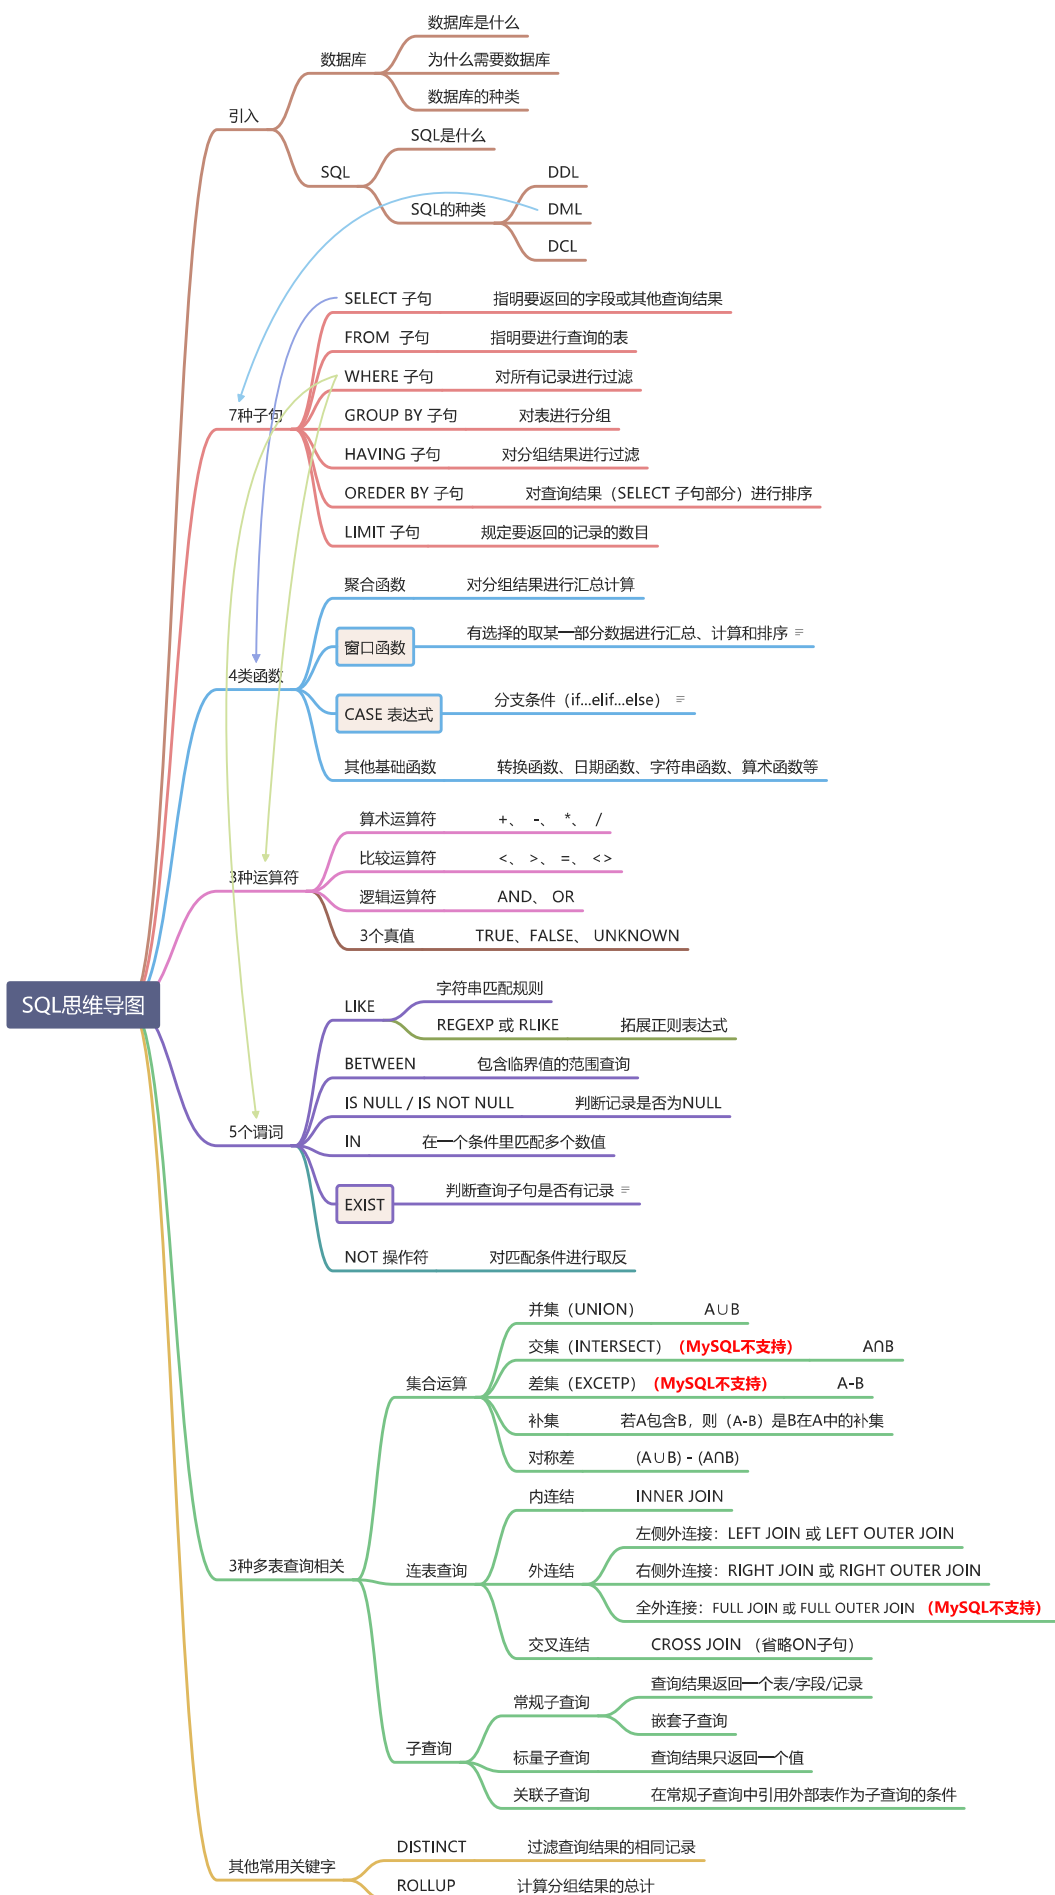 数据库是什么
数据库
为什么需要数据库
数据库的种类
引入
SQL是什么
SQL
DDL
SQL的种类
DML
DCL
SELECT 子句 指明要返回的字段或其他查询结果
FROM 子句 指明要进行查询的表
WHERE 子句 对所有记录进行过滤
7种子句
GROUP BY 子句 对表进行分组
HAVING 子句 对分组结果进行过滤
OREDER BY 子句 对查询结果（SELECT 子句部分）进行排序
LIMIT 子句 规定要返回的记录的数目
聚合函数 对分组结果进行汇总计算
窗口函数 有选择的取某一部分数据进行汇总、计算和排序
4类函数
CASE 表达式 分支条件（if...elif...else）
其他基础函数 转换函数、日期函数、字符串函数、算术函数等
算术运算符 +、 -、 *、 /
比较运算符 <、 >、 =、 <>
3种运算符
逻辑运算符 AND、 OR
3个真值 TRUE、FALSE、 UNKNOWN
SQL思维导图
字符串匹配规则
LIKE
REGEXP 或 RLIKE 拓展正则表达式
BETWEEN 包含临界值的范围查询
IS NULL / IS NOT NULL 判断记录是否为NULL
5个谓词
IN 在一个条件里匹配多个数值
EXIST 判断查询子句是否有记录
NOT 操作符 对匹配条件进行取反
并集（UNION） A∪B
交集（INTERSECT）（MySQL不支持） A∩B
集合运算
差集（EXCETP）（MySQL不支持） A-B
补集 若A包含B，则（A-B）是B在A中的补集
对称差 (A∪B) - (A∩B)
内连结 INNER JOIN
左侧外连接：LEFT JOIN 或 LEFT OUTER JOIN
3种多表查询相关
连表查询
外连结
右侧外连接：RIGHT JOIN 或 RIGHT OUTER JOIN
全外连接：FULL JOIN 或 FULL OUTER JOIN （MySQL不支持）
交叉连结 CROSS JOIN （省略ON子句）
查询结果返回一个表/字段/记录
常规子查询
嵌套子查询
子查询
标量子查询 查询结果只返回一个值
关联子查询 在常规子查询中引用外部表作为子查询的条件
DISTINCT 过滤查询结果的相同记录
其他常用关键字
ROLLUP 计算分组结果的总计